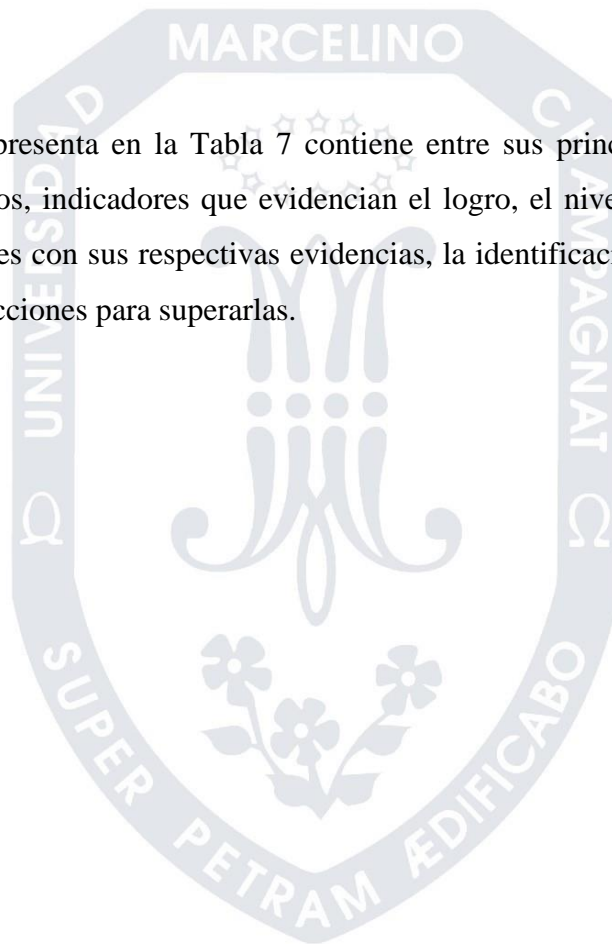 MARCELINO
CHAMPAGNAT
UNIVERSIDAD
presenta en la Tabla 7 contiene entre sus princ
os, indicadores que evidencian el logro, el nive
es con sus respectivas evidencias, la identificaci
cciones para superarlas.
Ω Ω
SUPER PETRAM ÆDIFICABO